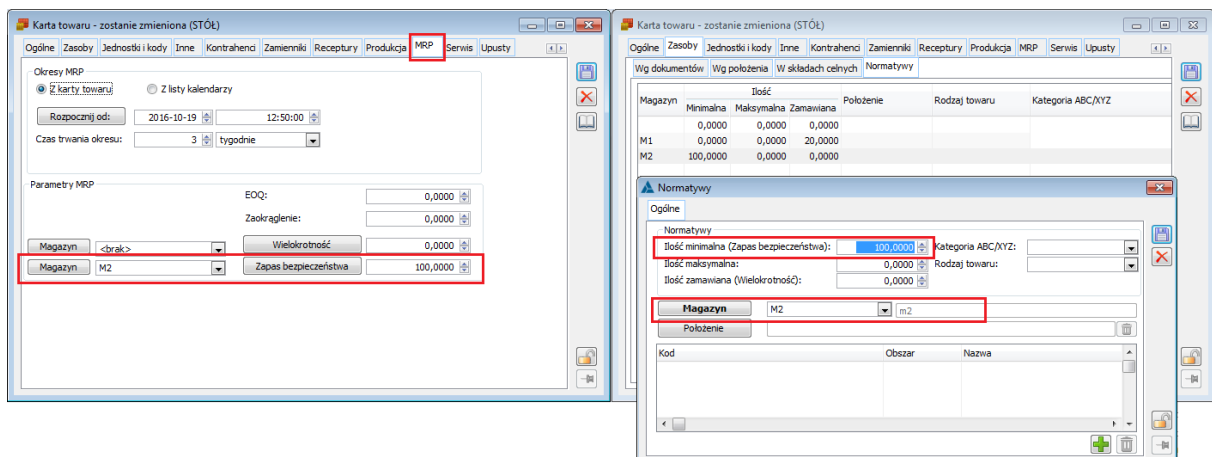 Karta towaru - zostanie zmieniona (STÓŁ)
Ogólne Zasoby Jednostki i kody Inne Kontrahenci Zamienniki Receptury Produkcja MRP Serwis Upusty
Okresy MRP
Z karty towaru Z listy kalendarzy
Rozpocznij od: 2016-10-19 12:50:00
Czas trwania okresu: 3 tygodnie
Parametry MRP
EOQ: 0,0000
Zaokrąglenie: 0,0000
Magazyn <brak> Wielokrotność 0,0000
Magazyn M2 Zapas bezpieczeństwa 100,0000
Karta towaru - zostanie zmieniona (STÓŁ)
Ogólne Zasoby Jednostki i kody Inne Kontrahenci Zamienniki Receptury Produkcja MRP Serwis Upusty
Wg dokumentów Wg położenia W składach celnych Normatywy
Ilość
Magazyn Minimalna Maksymalna Zamawiana Położenie Rodzaj towaru Kategoria ABC/XYZ
0,0000 0,0000 0,0000
M1 0,0000 0,0000 20,0000
M2 100,0000 0,0000 0,0000
Normatywy
Ogólne
Normatywy
Ilość minimalna (Zapas bezpieczeństwa): 100,0000 Kategoria ABC/XYZ:
Ilość maksymalna: 0,0000 Rodzaj towaru:
Ilość zamawiana (Wielokrotność): 0,0000
Magazyn M2 m2
Położenie
Kod Obszar Nazwa